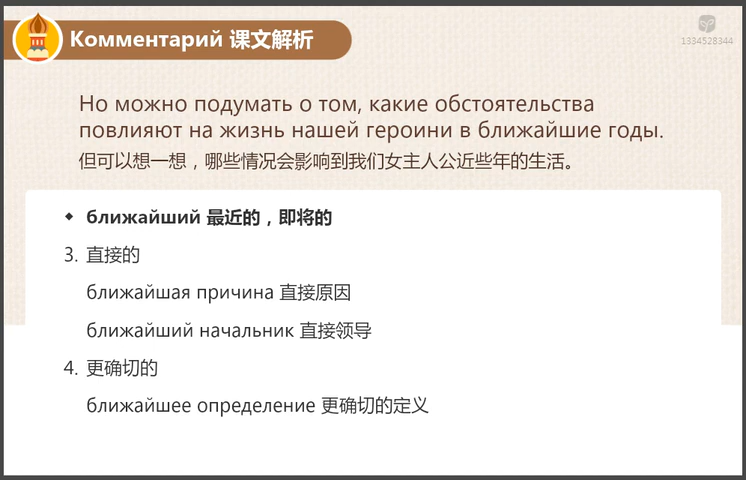 Комментарий 课文解析
1334528344
Но можно подумать о том, какие обстоятельства
повлияют на жизнь нашей героини в ближайшие годы.
但可以想一想，哪些情况会影响到我们女主人公近些年的生活。
◆ ближайший 最近的，即将的
3. 直接的
ближайшая причина 直接原因
ближайший начальник 直接领导
4. 更确切的
ближайшее определение 更确切的定义